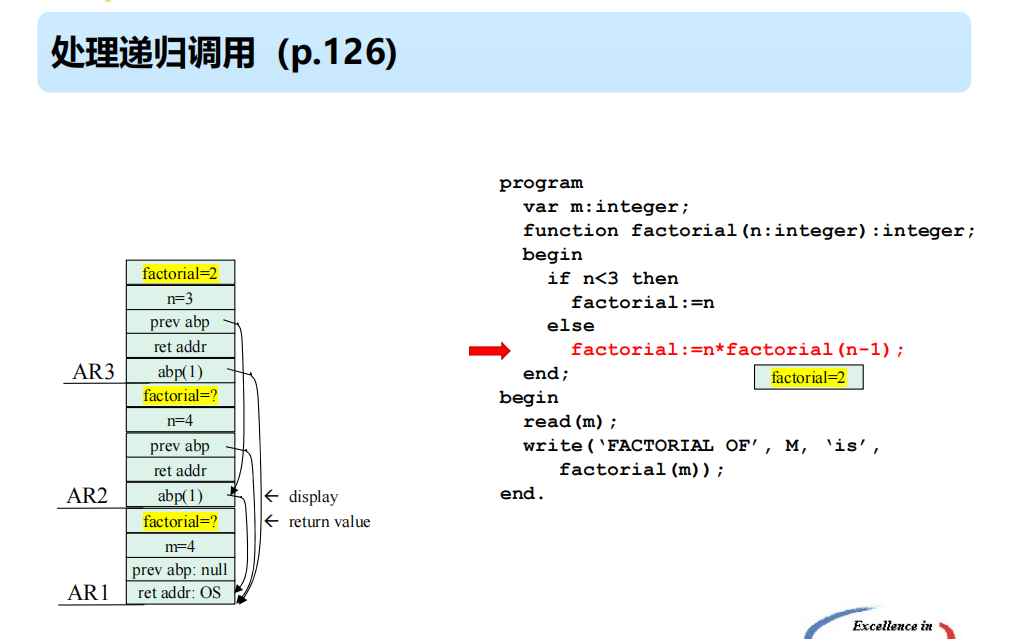 处理递归调用 (p.126)
program
var m:integer;
function factorial(n:integer):integer;
begin
if n<3 then
factorial:=n
else
factorial:=n*factorial(n-1);
end;
factorial=2
begin
read(m);
write(‘FACTORIAL OF’, M, ‘is’,
factorial(m));
end.
factorial=2
n=3
prev abp
ret addr
AR3 abp(1)
factorial=?
n=4
prev abp
ret addr
AR2 abp(1) ← display
factorial=? ← return value
m=4
prev abp: null
AR1 ret addr: OS
Excellence in